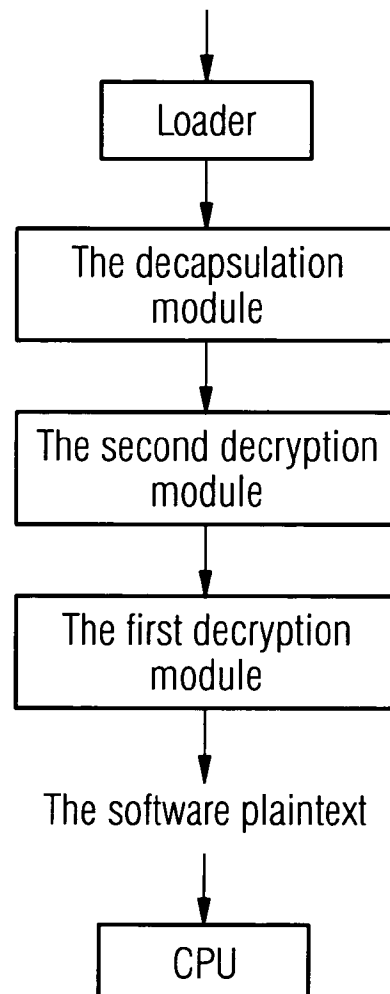 Loader
The decapsulation
module
The second decryption
module
The first decryption
module
The software plaintext
CPU